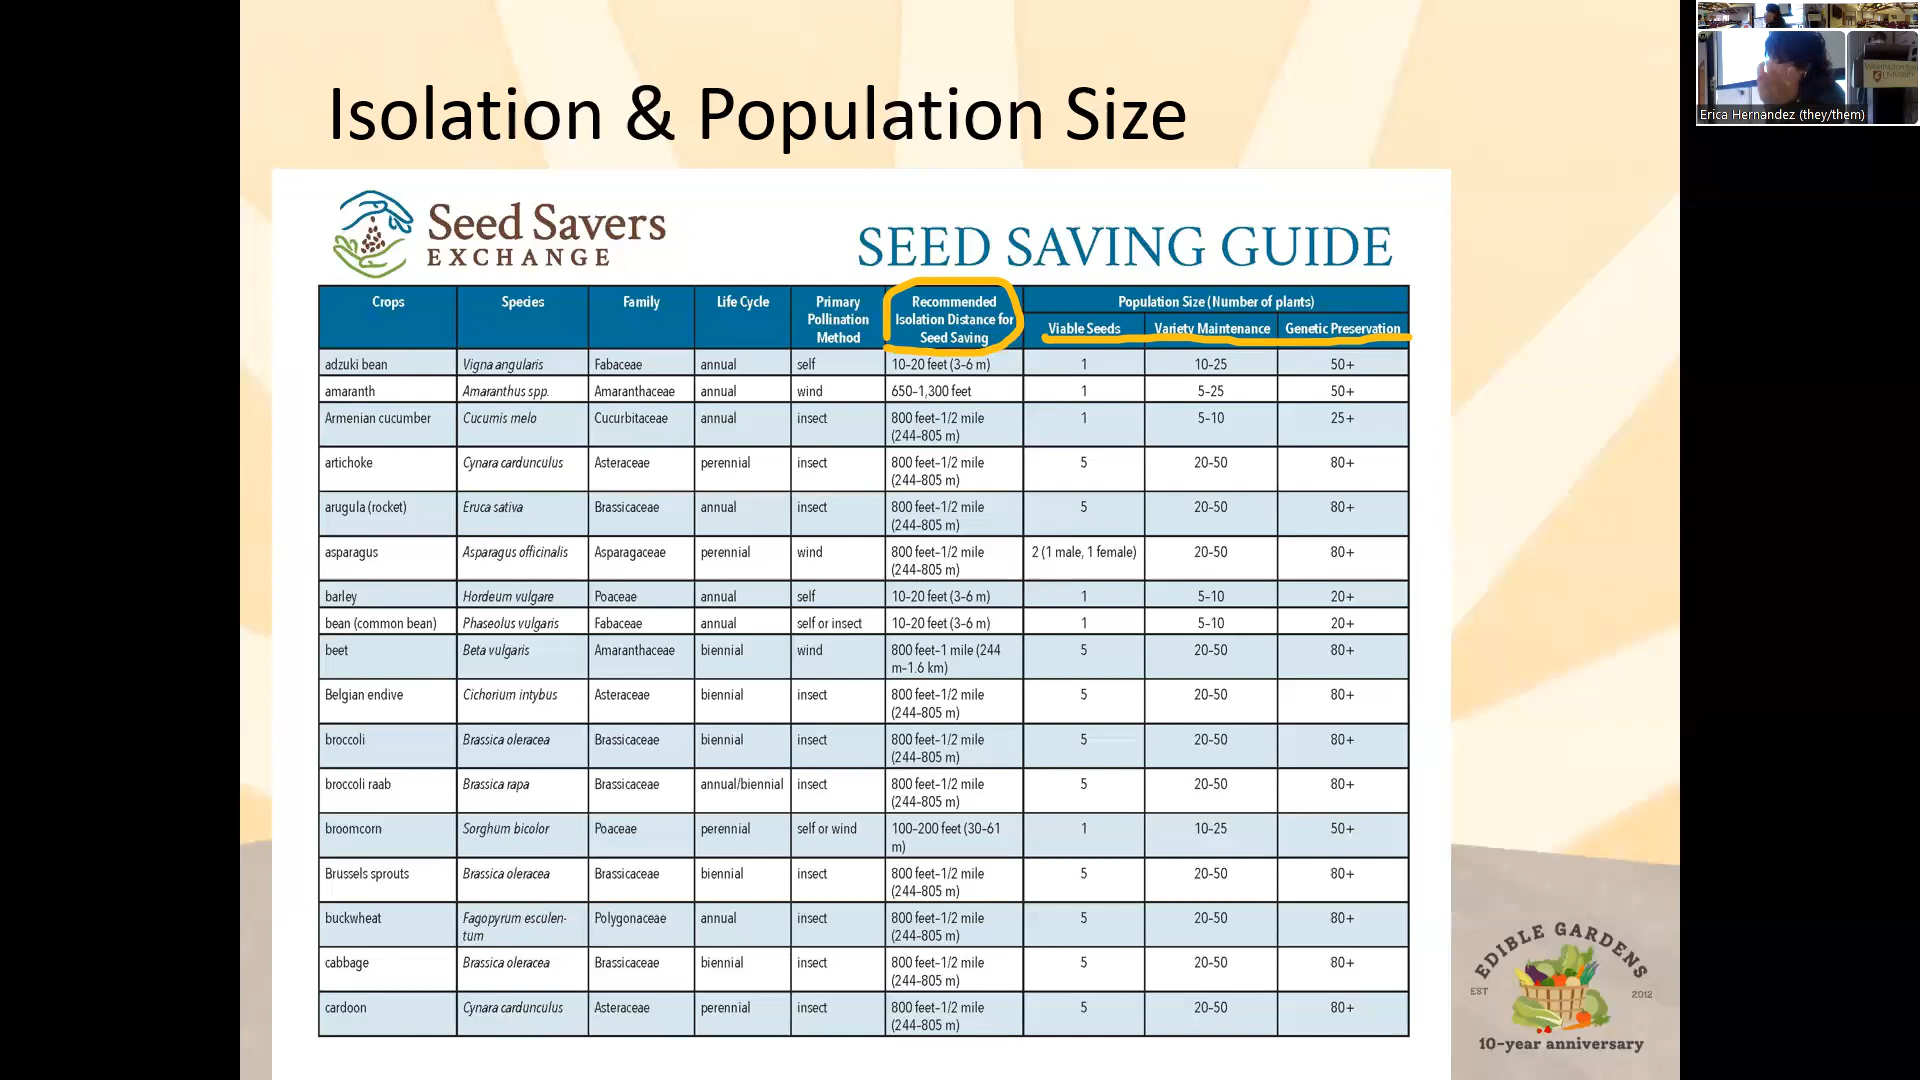 Isolation & Population Size
Erica Hernandez (they/them)
WASHINGTON STATE
UNIVERSITY
Seed Savers
EXCHANGE
SEED SAVING GUIDE
Crops Species Family Life Cycle Primary Pollination Method Recommended Isolation Distance for Seed Saving Population Size (Number of plants)
Viable Seeds Variety Maintenance Genetic Preservation
adzuki bean Vigna angularis Fabaceae annual self 10–20 feet (3–6 m) 1 10–25 50+
amaranth Amaranthus spp. Amaranthaceae annual wind 650–1,300 feet 1 5–25 50+
Armenian cucumber Cucumis melo Cucurbitaceae annual insect 800 feet–1/2 mile (244–805 m) 1 5–10 25+
artichoke Cynara cardunculus Asteraceae perennial insect 800 feet–1/2 mile (244–805 m) 5 20–50 80+
arugula (rocket) Eruca sativa Brassicaceae annual insect 800 feet–1/2 mile (244–805 m) 5 20–50 80+
asparagus Asparagus officinalis Asparagaceae perennial wind 800 feet–1/2 mile (244–805 m) 2 (1 male, 1 female) 20–50 80+
barley Hordeum vulgare Poaceae annual self 10–20 feet (3–6 m) 1 5–10 20+
bean (common bean) Phaseolus vulgaris Fabaceae annual self or insect 10–20 feet (3–6 m) 1 5–10 20+
beet Beta vulgaris Amaranthaceae biennial wind 800 feet–1 mile (244 m–1.6 km) 5 20–50 80+
Belgian endive Cichorium intybus Asteraceae biennial insect 800 feet–1/2 mile (244–805 m) 5 20–50 80+
broccoli Brassica oleracea Brassicaceae biennial insect 800 feet–1/2 mile (244–805 m) 5 20–50 80+
broccoli raab Brassica rapa Brassicaceae annual/biennial insect 800 feet–1/2 mile (244–805 m) 5 20–50 80+
broomcorn Sorghum bicolor Poaceae perennial self or wind 100–200 feet (30–61 m) 1 10–25 50+
Brussels sprouts Brassica oleracea Brassicaceae biennial insect 800 feet–1/2 mile (244–805 m) 5 20–50 80+
buckwheat Fagopyrum esculen-tum Polygonaceae annual insect 800 feet–1/2 mile (244–805 m) 5 20–50 80+
cabbage Brassica oleracea Brassicaceae biennial insect 800 feet–1/2 mile (244–805 m) 5 20–50 80+
cardoon Cynara cardunculus Asteraceae perennial insect 800 feet–1/2 mile (244–805 m) 5 20–50 80+
EDIBLE GARDENS
EST 2012
10-year anniversary